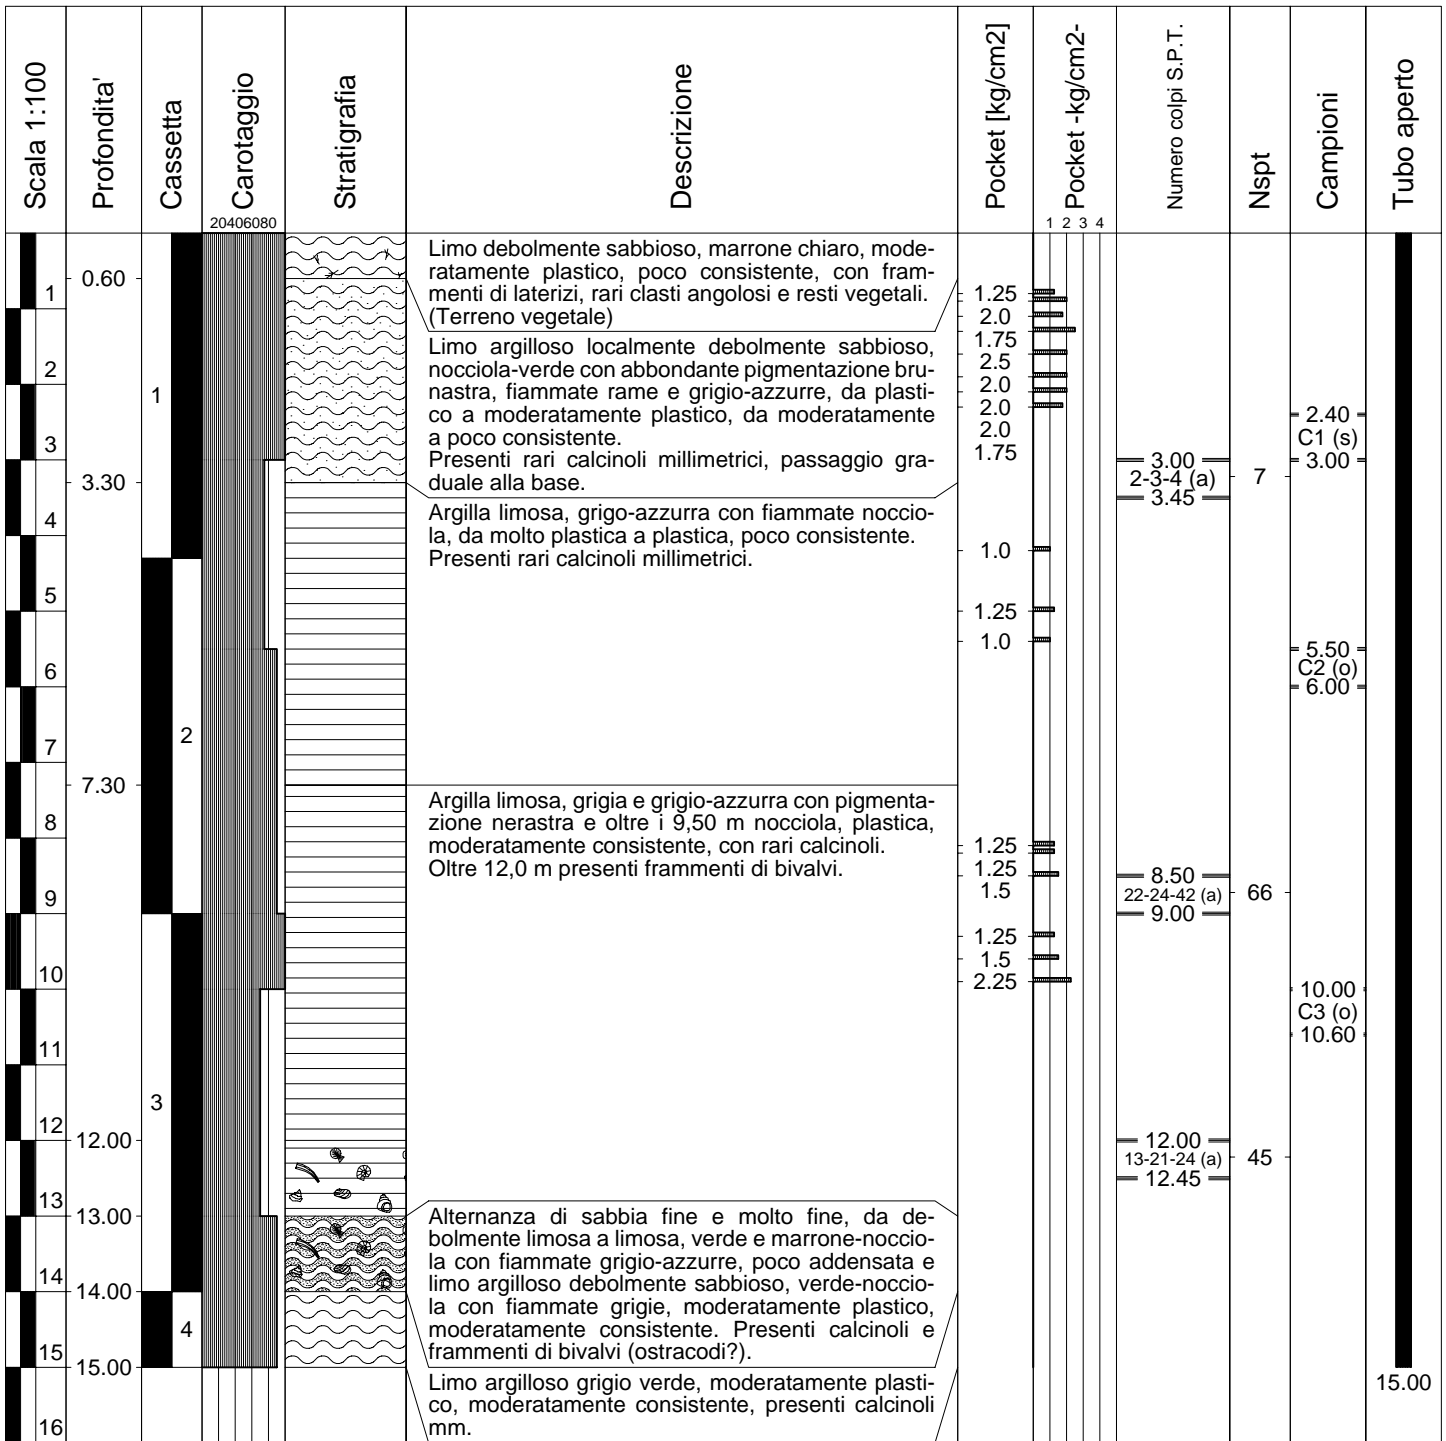 Scala 1:100
Profondita'
Cassetta
Carotaggio
20406080
Stratigrafia
Descrizione
Pocket [kg/cm2]
Pocket -kg/cm2-
1 2 3 4
Numero colpi S.P.T.
Nspt
Campioni
Tubo aperto
1
2
3
4
5
6
7
8
9
10
11
12
13
14
15
16
0.60
3.30
7.30
12.00
13.00
14.00
15.00
1
2
3
4
Limo debolmente sabbioso, marrone chiaro, mode-
ratamente plastico, poco consistente, con fram-
menti di laterizi, rari clasti angolosi e resti vegetali.
(Terreno vegetale)
Limo argilloso localmente debolmente sabbioso,
nocciola-verde con abbondante pigmentazione bru-
nastra, fiammate rame e grigio-azzurre, da plasti-
co a moderatamente plastico, da moderatamente
a poco consistente.
Presenti rari calcinoli millimetrici, passaggio gra-
duale alla base.
Argilla limosa, grigo-azzurra con fiammate noccio-
la, da molto plastica a plastica, poco consistente.
Presenti rari calcinoli millimetrici.
Argilla limosa, grigia e grigio-azzurra con pigmenta-
zione nerastra e oltre i 9,50 m nocciola, plastica,
moderatamente consistente, con rari calcinoli.
Oltre 12,0 m presenti frammenti di bivalvi.
Alternanza di sabbia fine e molto fine, da de-
bolmente limosa a limosa, verde e marrone-noccio-
la con fiammate grigio-azzurre, poco addensata e
limo argilloso debolmente sabbioso, verde-noccio-
la con fiammate grigie, moderatamente plastico,
moderatamente consistente. Presenti calcinoli e
frammenti di bivalvi (ostracodi?).
Limo argilloso grigio verde, moderatamente plasti-
co, moderatamente consistente, presenti calcinoli
mm.
1.25
2.0
1.75
2.5
2.0
2.0
2.0
1.75
1.0
1.25
1.0
1.25
1.25
1.5
1.25
1.5
2.25
3.00
2-3-4 (a)
3.45
8.50
22-24-42 (a)
9.00
12.00
13-21-24 (a)
12.45
7
66
45
2.40
C1 (s)
3.00
5.50
C2 (o)
6.00
10.00
C3 (o)
10.60
15.00